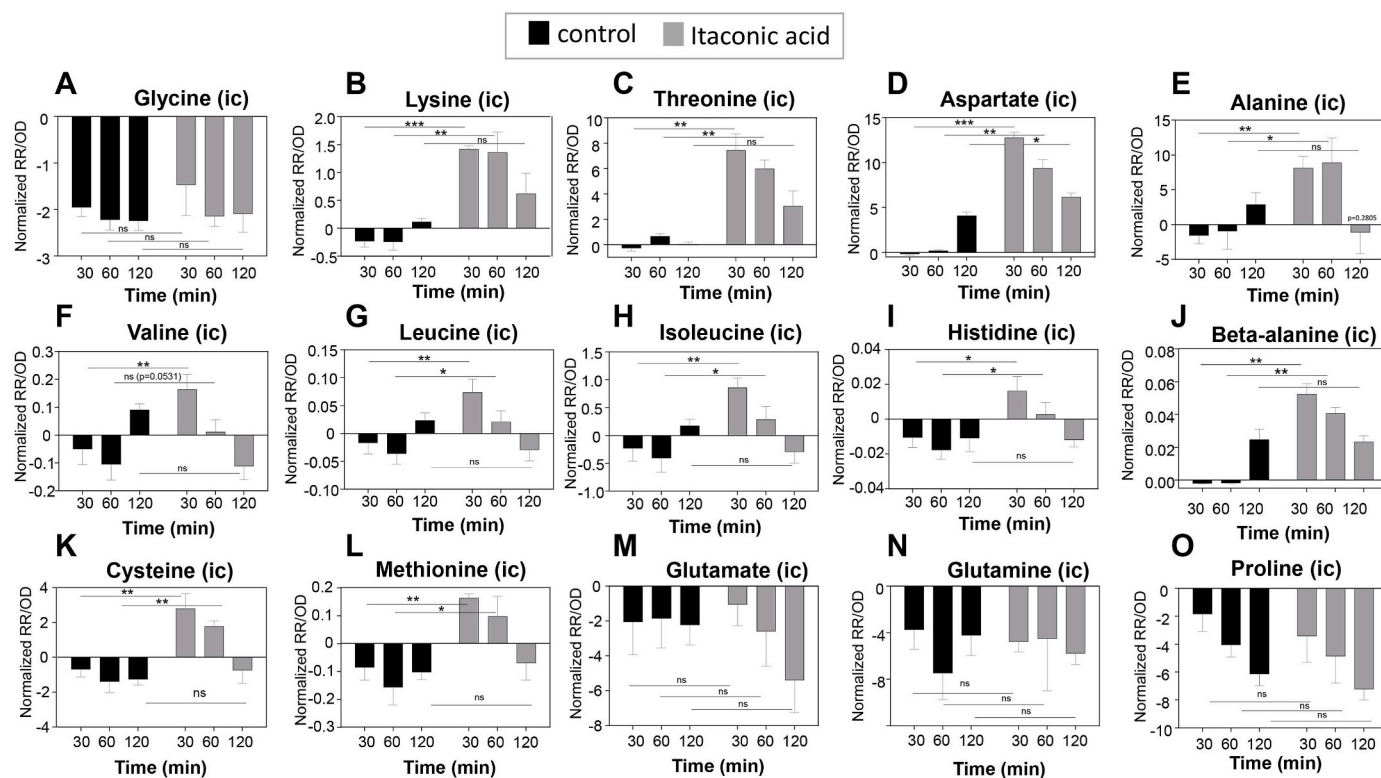 control Itaconic acid
A
Glycine (ic)
Normalized RR/OD
0
-1
-2
-3
ns
ns
ns
30 60 120 30 60 120
Time (min)
B
Lysine (ic)
Normalized RR/OD
2.0
1.5
1.0
0.5
0
-0.5
***
**
ns
30 60 120 30 60 120
Time (min)
C
Threonine (ic)
Normalized RR/OD
10
8
6
4
2
0
**
**
ns
30 60 120 30 60 120
Time (min)
D
Aspartate (ic)
Normalized RR/OD
15
10
5
0
***
**
*
30 60 120 30 60 120
Time (min)
E
Alanine (ic)
Normalized RR/OD
15
10
5
0
-5
**
*
ns
p=0.2805
30 60 120 30 60 120
Time (min)
F
Valine (ic)
Normalized RR/OD
0.3
0.2
0.1
0
-0.1
-0.2
**
ns (p=0.0531)
ns
30 60 120 30 60 120
Time (min)
G
Leucine (ic)
Normalized RR/OD
0.15
0.10
0.05
0
-0.05
-0.10
**
*
ns
30 60 120 30 60 120
Time (min)
H
Isoleucine (ic)
Normalized RR/OD
1.5
1.0
0.5
0
-0.5
-1.0
**
*
ns
30 60 120 30 60 120
Time (min)
I
Histidine (ic)
Normalized RR/OD
0.04
0.02
0
-0.02
-0.04
*
*
ns
30 60 120 30 60 120
Time (min)
J
Beta-alanine (ic)
Normalized RR/OD
0.08
0.06
0.04
0.02
0.00
**
**
ns
30 60 120 30 60 120
Time (min)
K
Cysteine (ic)
Normalized RR/OD
4
2
0
-2
4
**
**
ns
30 60 120 30 60 120
Time (min)
L
Methionine (ic)
Normalized RR/OD
0.2
0.1
0
-0.1
-0.2
-0.3
**
*
ns
30 60 120 30 60 120
Time (min)
M
Glutamate (ic)
Normalized RR/OD
0
-2
-4
-6
-8
ns
ns
ns
30 60 120 30 60 120
Time (min)
N
Glutamine (ic)
Normalized RR/OD
0
-4
-8
ns
ns
ns
30 60 120 30 60 120
Time (min)
O
Proline (ic)
Normalized RR/OD
0
-2
-4
-6
-8
-10
ns
ns
ns
30 60 120 30 60 120
Time (min)